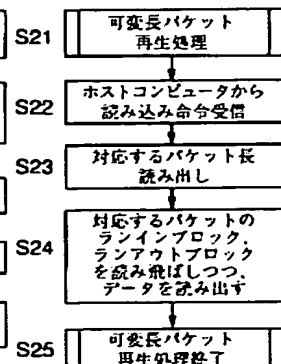 S21
可変長パケット
再生処理
S22
ホストコンピュータから
読み込み命令受信
S23
対応するパケット長
読み出し
S24
対応するパケットの
ランインブロック,
ランアウトブロック
を読み飛ばしつつ、
データを読み出す
S25
可変長パケット
再生処理終了